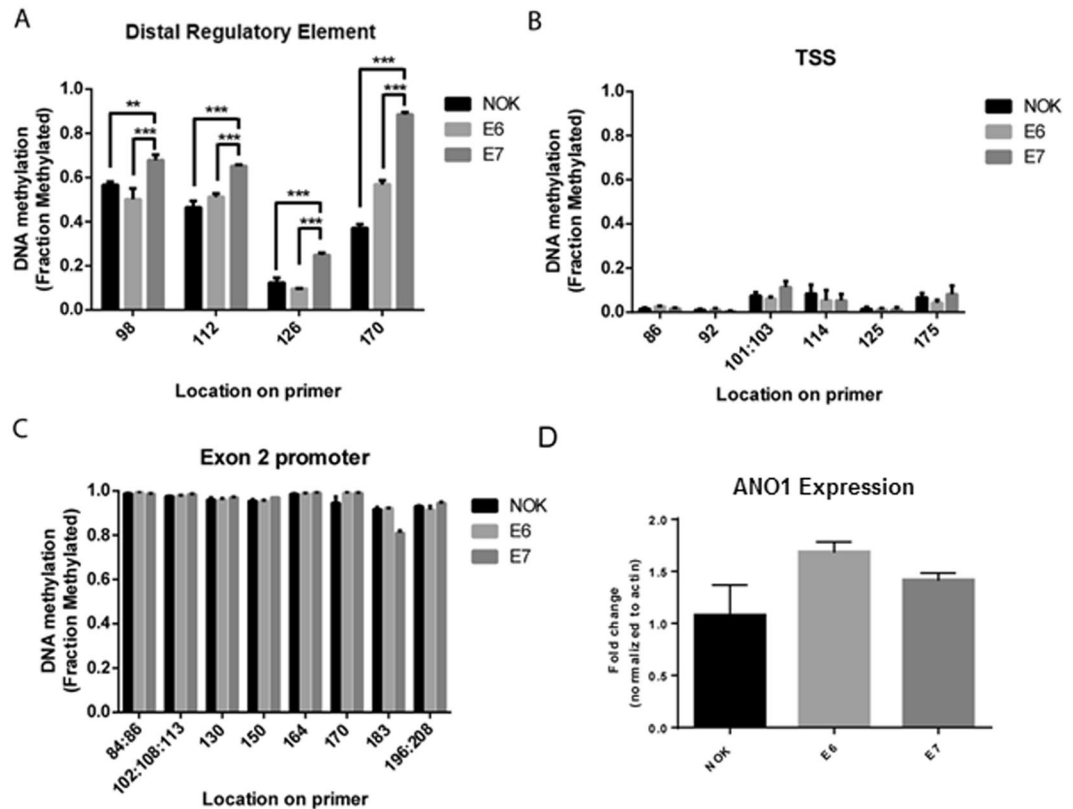 A
Distal Regulatory Element
DNA methylation
(Fraction Methylated)
1.0
0.8
0.6
0.4
0.2
0.0
**
***
***
***
***
***
***
***
98
112
126
170
Location on primer
NOK
E6
E7
B
TSS
DNA methylation
(Fraction Methylated)
1.0
0.8
0.6
0.4
0.2
0.0
86
92
101:103
114
125
175
Location on primer
NOK
E6
E7
C
Exon 2 promoter
DNA methylation
(Fraction Methylated)
1.0
0.8
0.6
0.4
0.2
0.0
84:86
102:108:113
130
150
164
170
183
196:208
Location on primer
NOK
E6
E7
D
ANO1 Expression
Fold change
(normalized to actin)
2.0
1.5
1.0
0.5
0.0
NOK
E6
E7